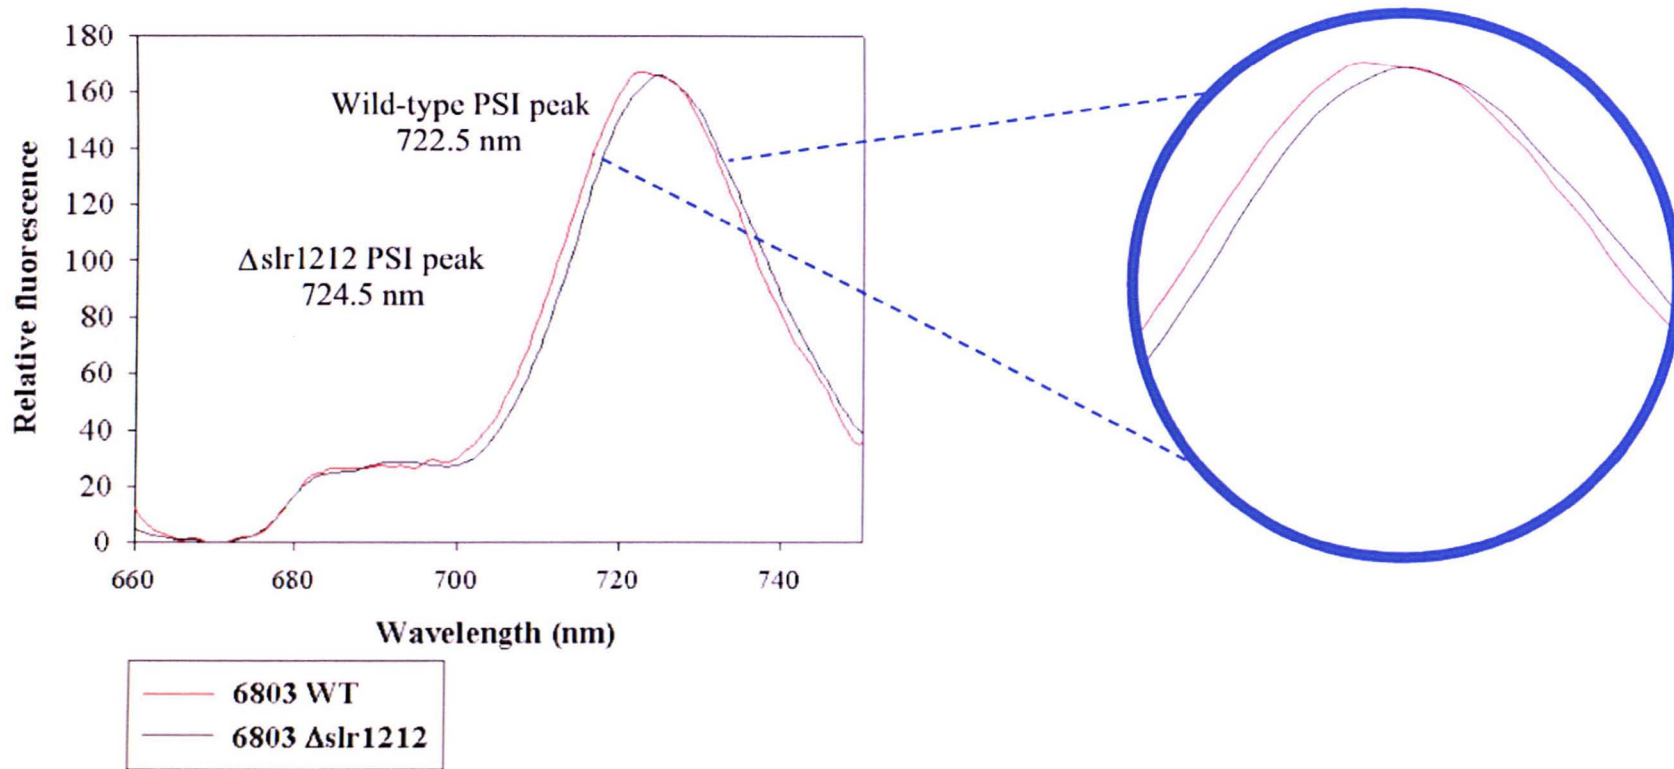 180
160
140
120
100
80
60
40
20
0
Relative fluorescence
Wild-type PSI peak
722.5 nm
Δslr1212 PSI peak
724.5 nm
660
680
700
720
740
Wavelength (nm)
6803 WT
6803 Δslr1212